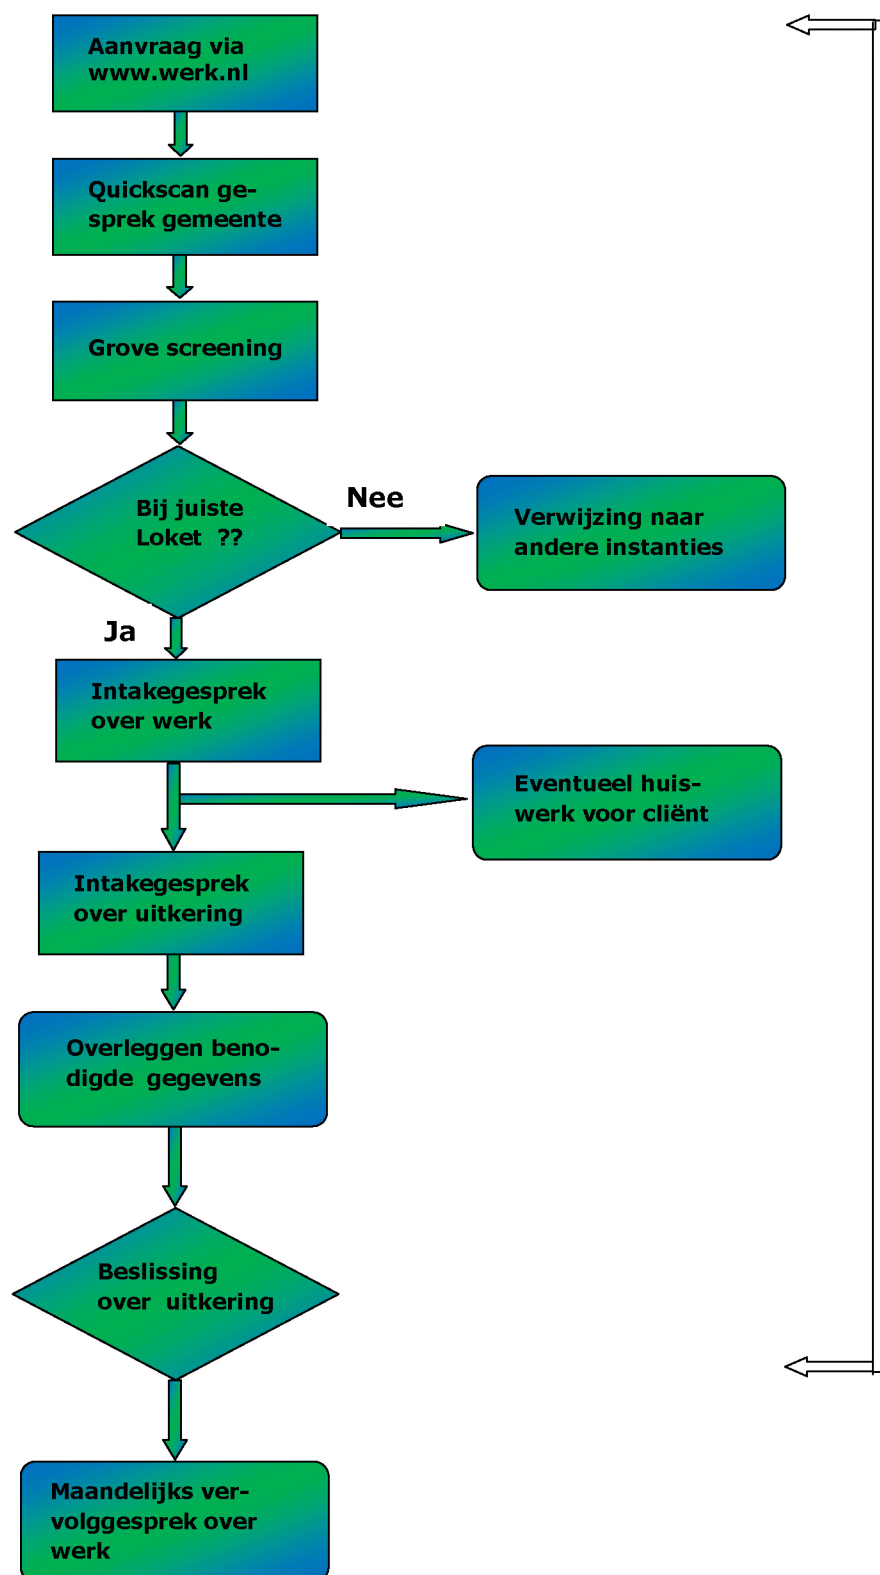 Aanvraag via
www.werk.nl
Quickscan ge-
sprek gemeente
Grove screening
Bij juiste
Loket ??
Nee
Verwijzing naar
andere instanties
Ja
Intakegesprek
over werk
Eventueel huis-
werk voor cliënt
Intakegesprek
over uitkering
Overleggen beno-
digde gegevens
Beslissing
over uitkering
Maandelijks ver-
volggesprek over
werk